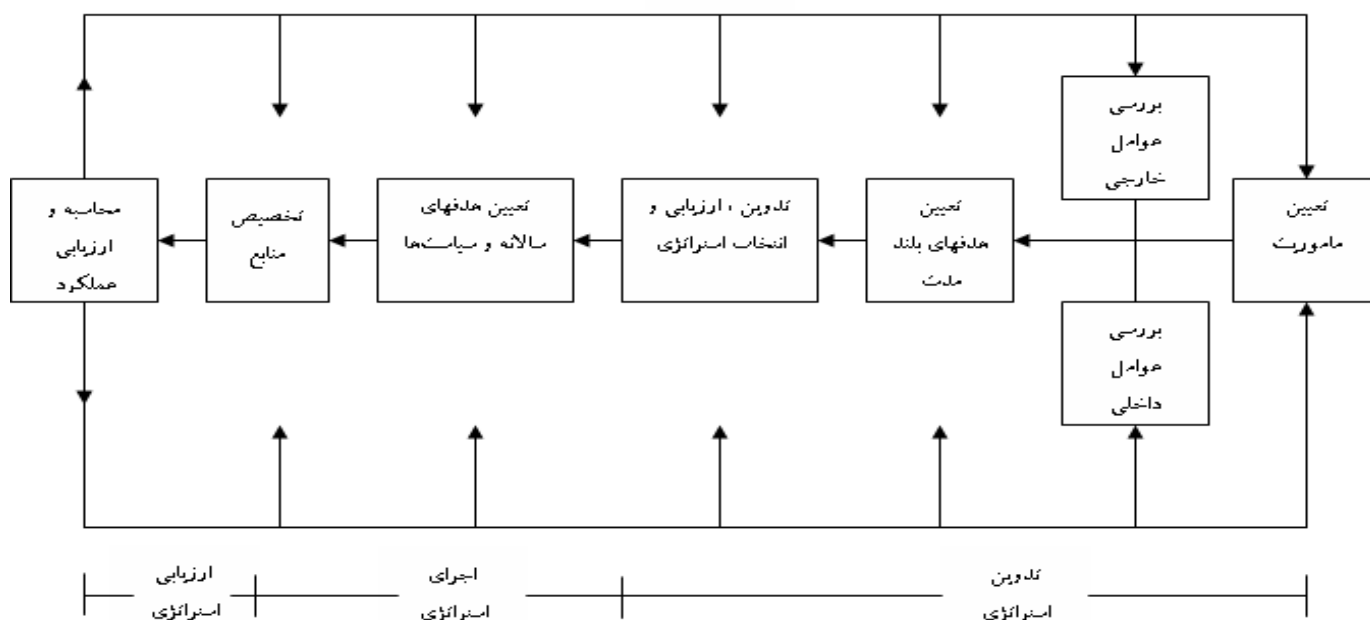 بررسی
عوامل
خارجی
تعیین
ماموریت
تعیین
هدفهای بلند
مدت
تدوین ، ارزیابی و
انتخاب استراتژی
تعیین هدفهای
سالانه و سیاست‌ها
تخصیص
منابع
محاسبه و
ارزیابی
عملکرد
بررسی
عوامل
داخلی
تدوین
استراتژی
اجرای
استراتژی
ارزیابی
استراتژی